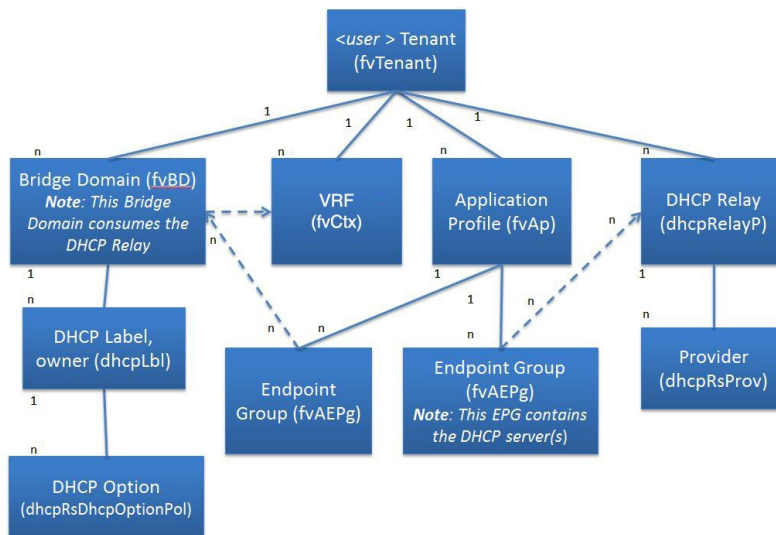 <user > Tenant
(fvTenant)
1
1
1
1
n
n
n
n
Bridge Domain (fvBD)
Note: This Bridge
Domain consumes the
DHCP Relay
VRF
(fvCtx)
Application
Profile (fvAp)
DHCP Relay
(dhcpRelayP)
n
n
1
1
1
1
n
n
n
n
n
n
DHCP Label,
owner (dhcpLbl)
Endpoint
Group (fvAEPg)
Endpoint Group
(fvAEPg)
Note: This EPG contains
the DHCP server(s)
Provider
(dhcpRsProv)
1
n
DHCP Option
(dhcpRsDhcpOptionPol)